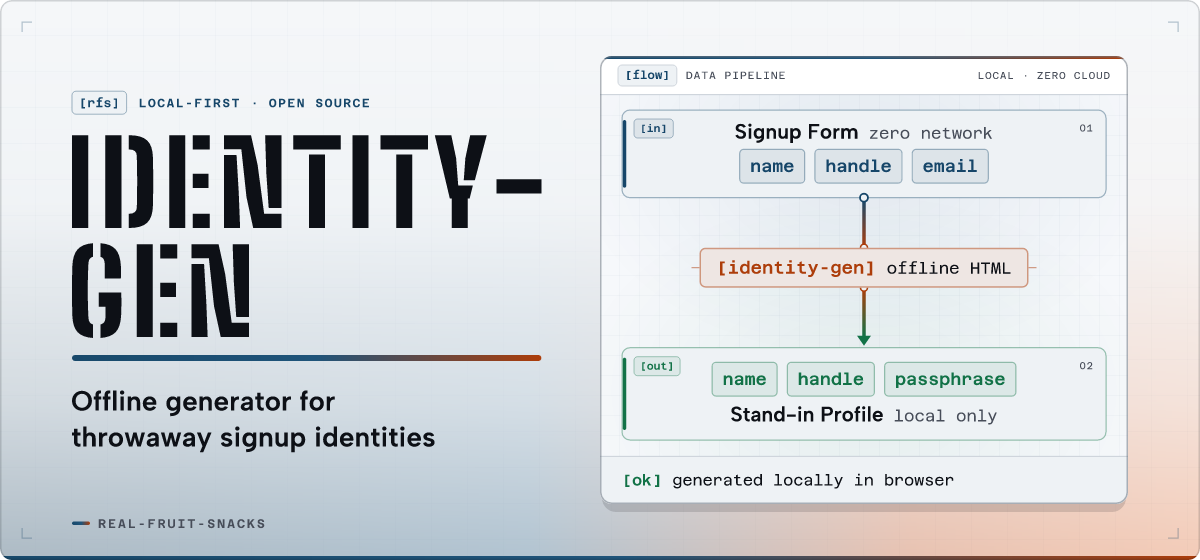 [rfs] LOCAL-FIRST · OPEN SOURCE
IDENTITY-
GEN
Offline generator for
throwaway signup identities
REAL-FRUIT-SNACKS
[flow] DATA PIPELINE LOCAL · ZERO CLOUD
[in] Signup Form zero network 01
name handle email
[identity-gen] offline HTML
[out] name handle passphrase 02
Stand-in Profile local only
[ok] generated locally in browser